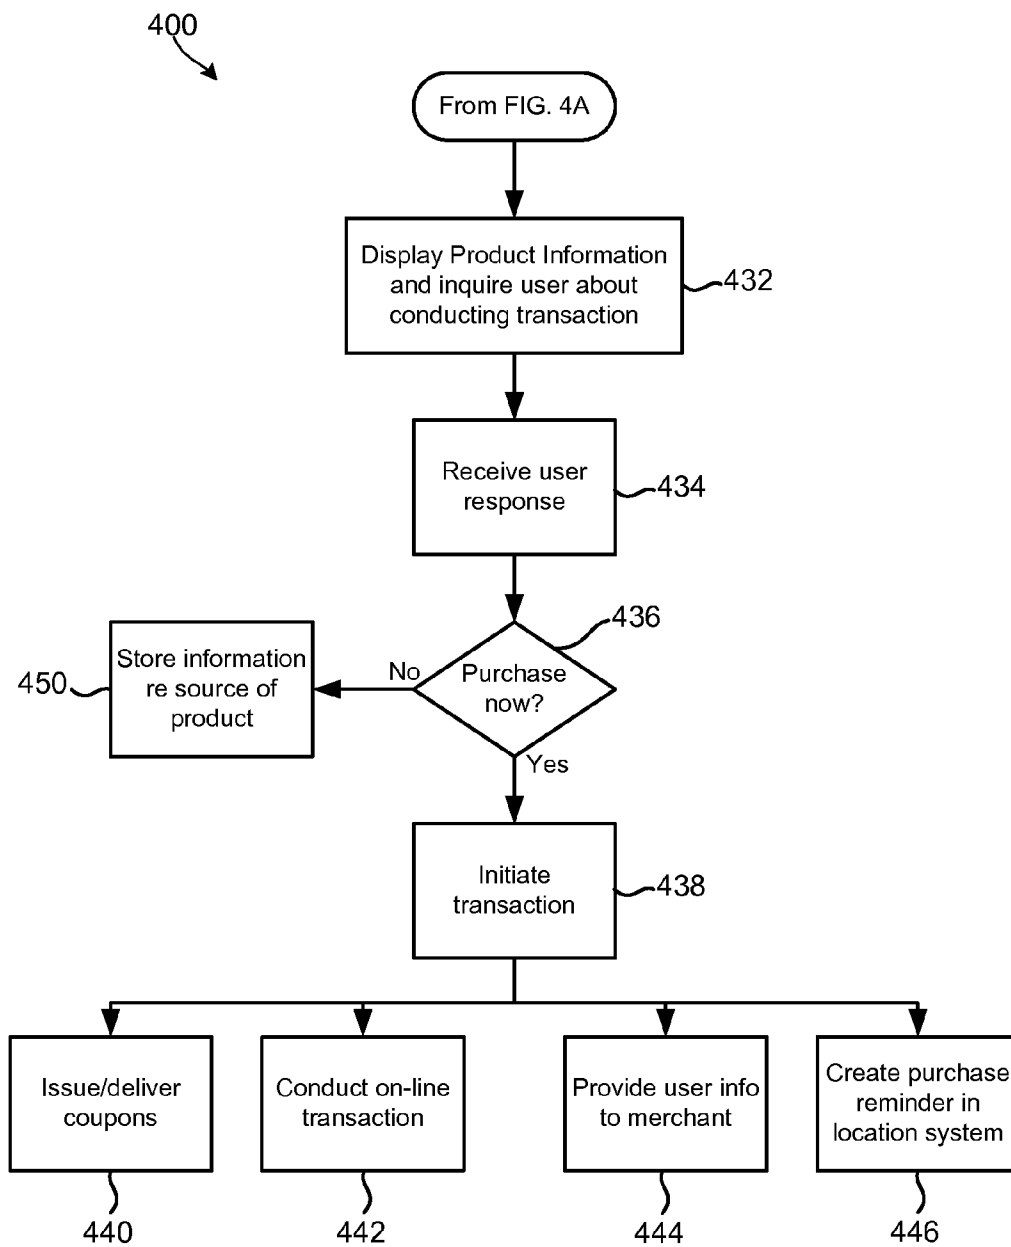 400
From FIG. 4A
Display Product Information
and inquire user about
conducting transaction
432
Receive user
response
434
436
Purchase
now?
No
Store information
re source of
product
450
Yes
Initiate
transaction
438
Issue/deliver
coupons
Conduct on-line
transaction
Provide user info
to merchant
Create purchase
reminder in
location system
440
442
444
446